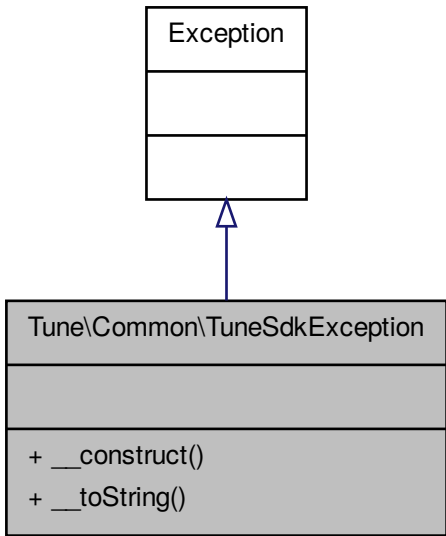 Exception
Tune\Common\TuneSdkException
+ __construct()
+ __toString()